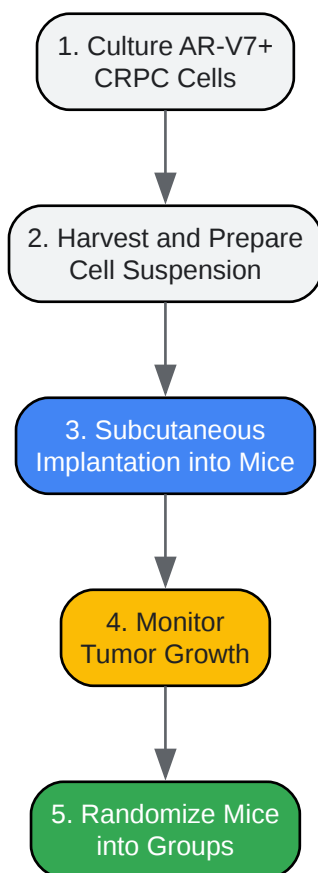 1. Culture AR-V7+
CRPC Cells
2. Harvest and Prepare
Cell Suspension
3. Subcutaneous
Implantation into Mice
4. Monitor
Tumor Growth
5. Randomize Mice
into Groups